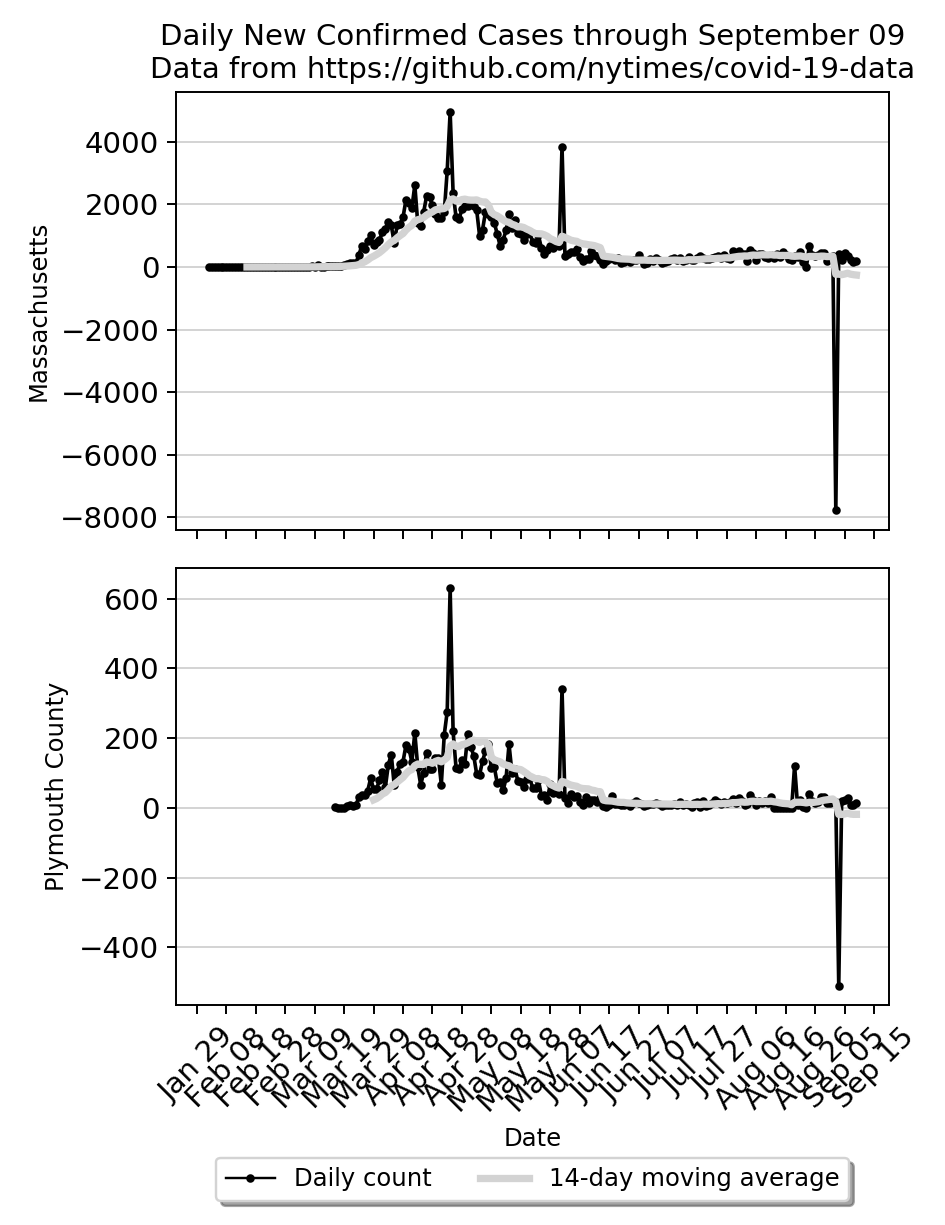 Daily New Confirmed Cases through September 09
Data from https://github.com/nytimes/covid-19-data
Massachusetts
4000
2000
0
−2000
−4000
−6000
−8000
Plymouth County
600
400
200
0
−200
−400
Jan 29
Feb 08
Feb 18
Feb 28
Mar 09
Mar 19
Mar 29
Apr 08
Apr 18
Apr 28
May 08
May 18
May 28
Jun 07
Jun 17
Jun 27
Jul 07
Jul 17
Jul 27
Aug 06
Aug 16
Aug 26
Sep 05
Sep 15
Date
Daily count
14-day moving average